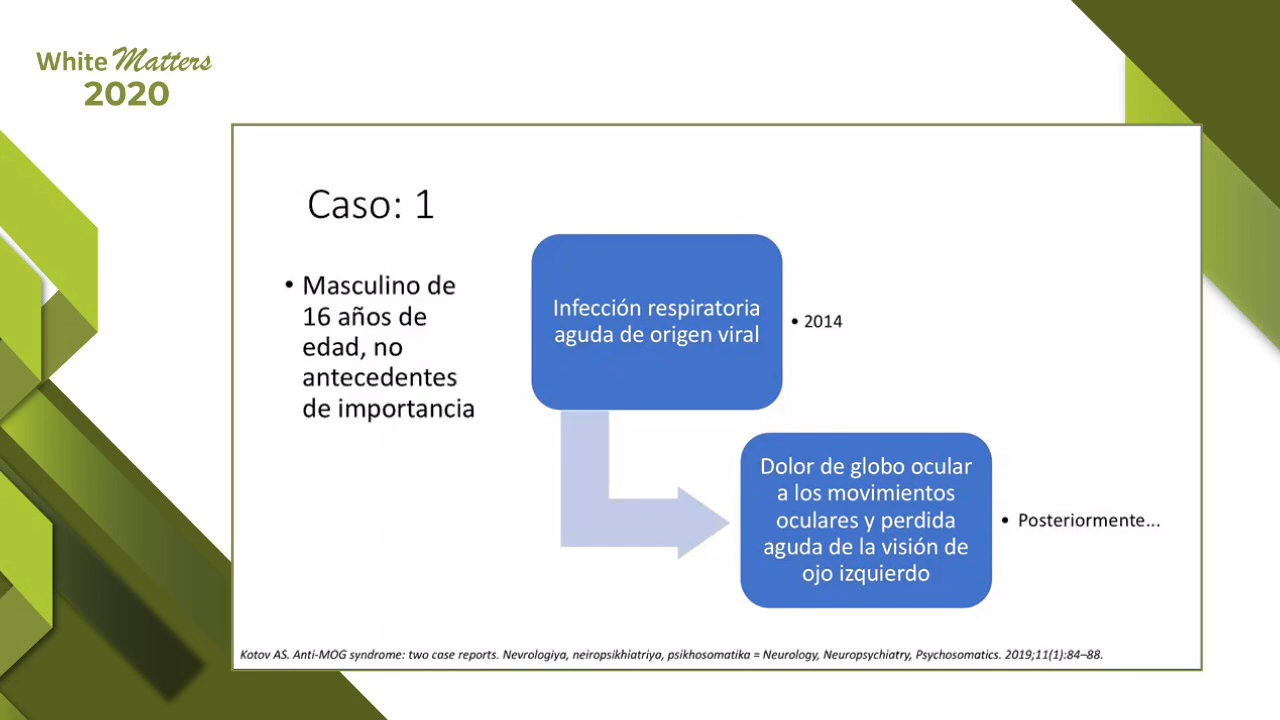 White Matters
2020
Caso: 1
• Masculino de
16 años de
edad, no
antecedentes
de importancia
Infección respiratoria
aguda de origen viral
• 2014
Dolor de globo ocular
a los movimientos
oculares y perdida
aguda de la visión de
ojo izquierdo
• Posteriormente...
Kotov AS. Anti-MOG syndrome: two case reports. Nevrologiya, neiropsikhiatriya, psikhosomatika = Neurology, Neuropsychiatry, Psychosomatics. 2019;11(1):84–88.